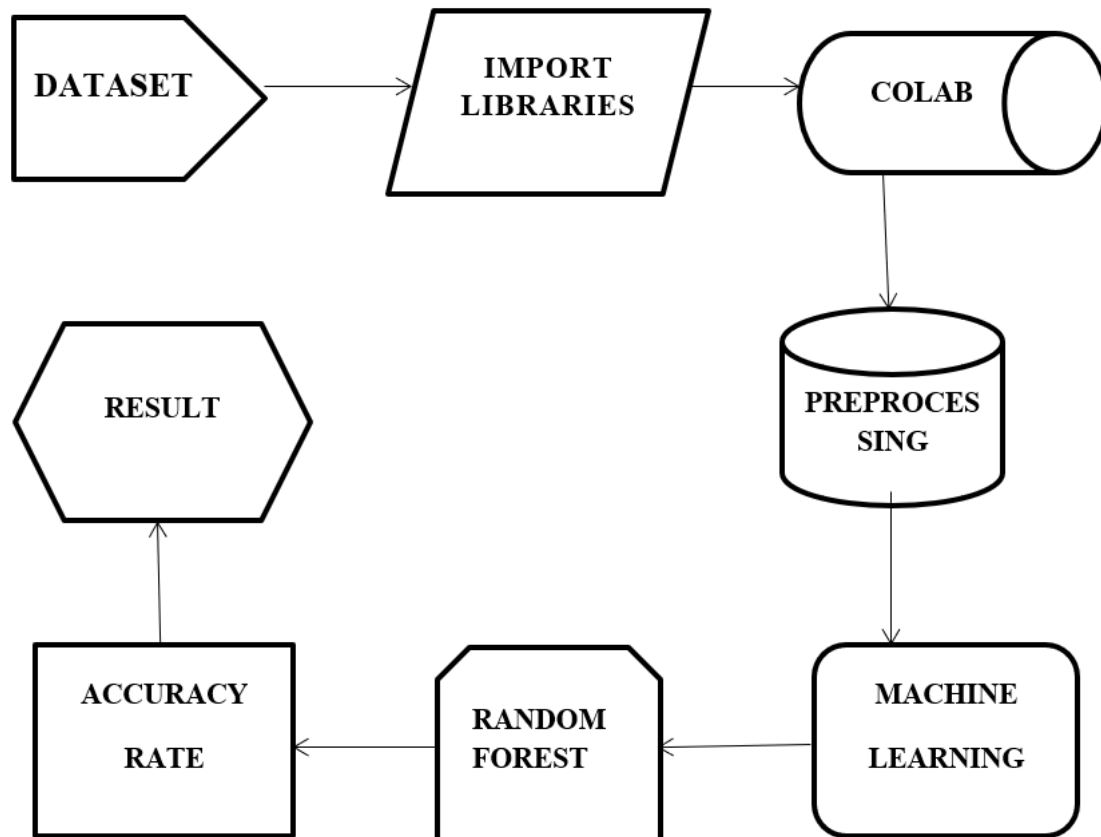 DATASET
IMPORT
LIBRARIES
COLAB
PREPROCES
SING
MACHINE
LEARNING
RANDOM
FOREST
ACCURACY
RATE
RESULT